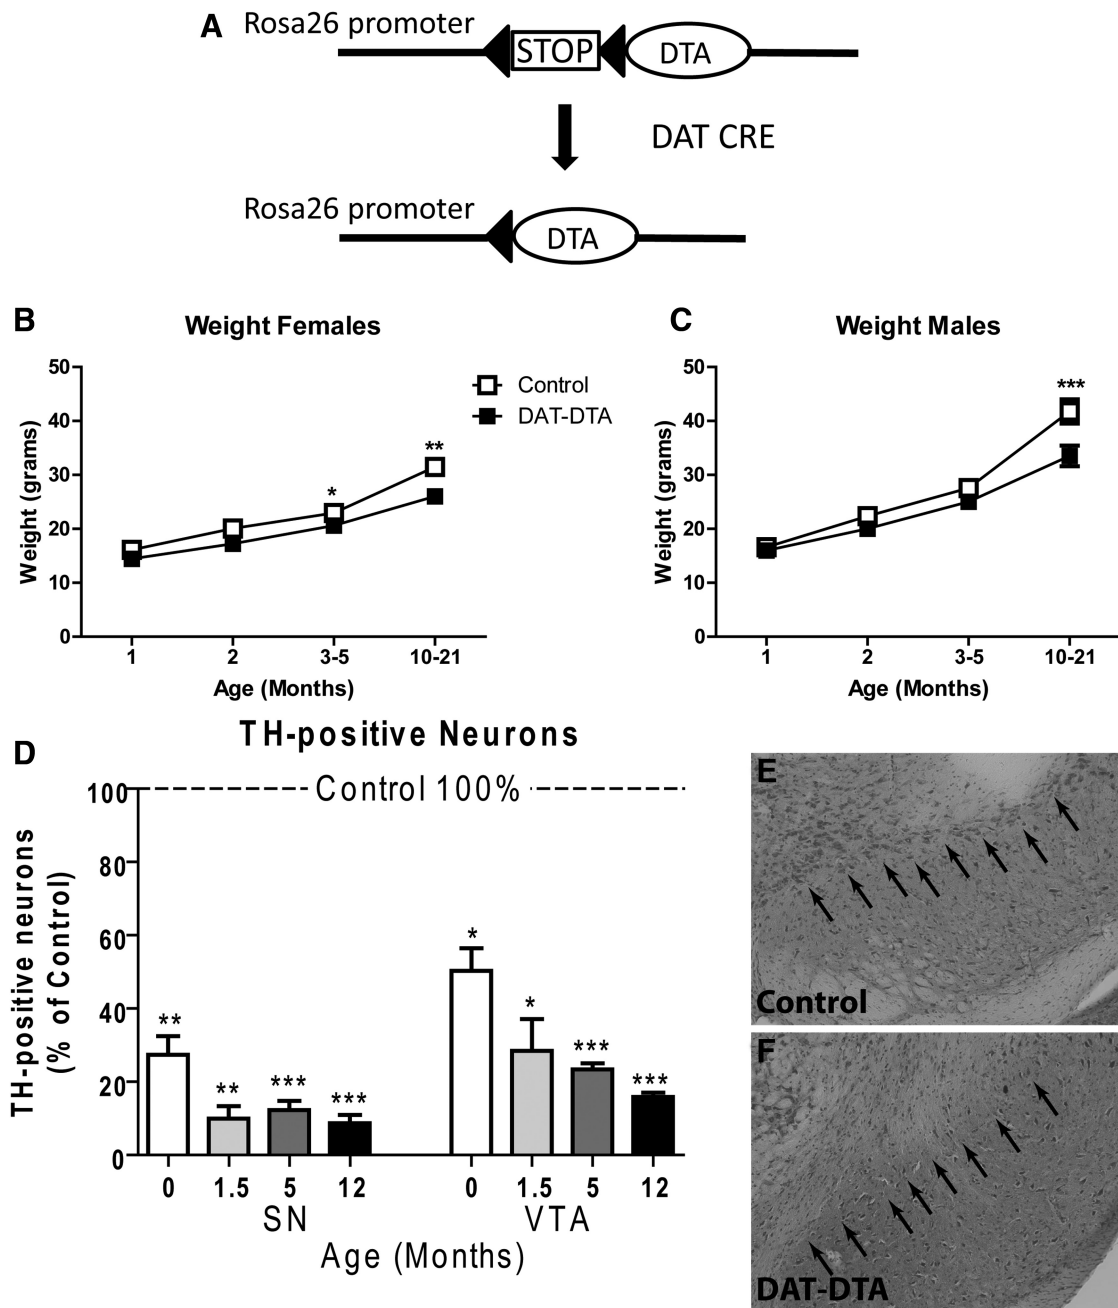 A
Rosa26 promoter
STOP
DTA
DAT CRE
Rosa26 promoter
DTA
B
Weight Females
50
40
30
20
10
0
Weight (grams)
*
**
1
2
3-5
10-21
Age (Months)
Control
DAT-DTA
C
Weight Males
50
40
30
20
10
0
Weight (grams)
***
1
2
3-5
10-21
Age (Months)
D
TH-positive Neurons
100
80
60
40
20
0
TH-positive neurons
(% of Control)
Control 100%
**
**
***
***
*
*
***
***
0 1.5 5 12
0 1.5 5 12
SN
VTA
Age (Months)
E
Control
F
DAT-DTA